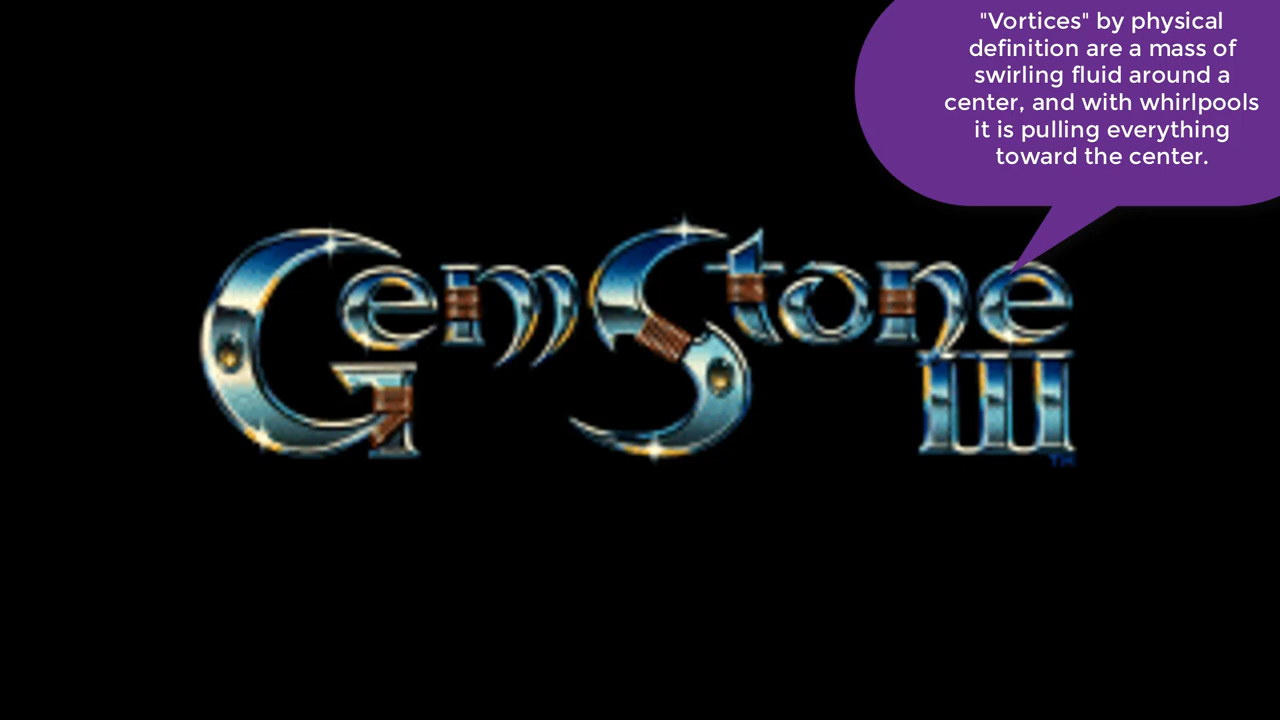 "Vortices" by physical
definition are a mass of
swirling fluid around a
center, and with whirlpools
it is pulling everything
toward the center.
GemStone
III
TM